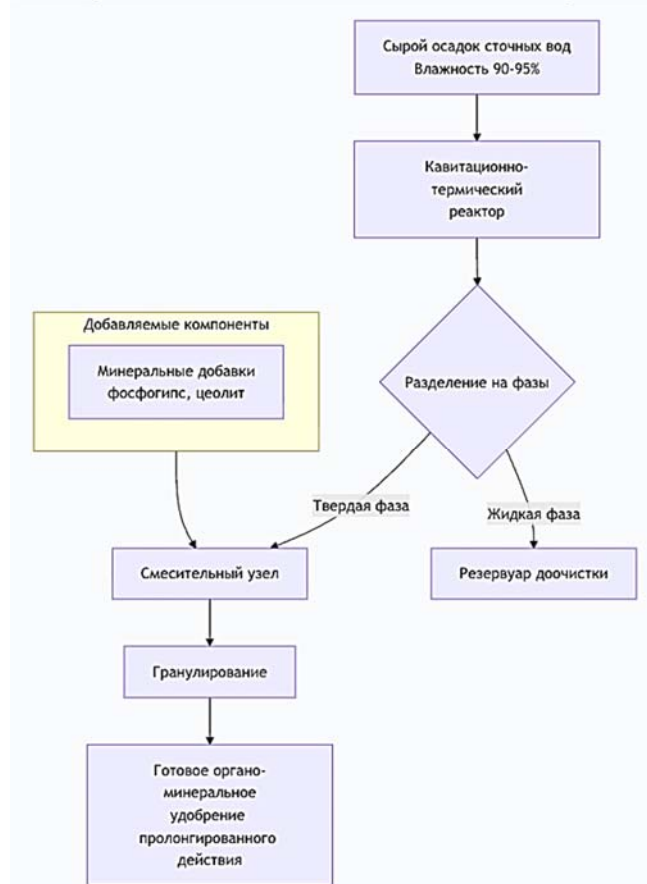 Сырой осадок сточных вод
Влажность 90-95%
Кавитационно-
термический
реактор
Добавляемые компоненты
Минеральные добавки
фосфогипс, цеолит
Разделение на фазы
Твердая фаза
Жидкая фаза
Смесительный узел
Резервуар доочистки
Гранулирование
Готовое органо-
минеральное
удобрение
пролонгированного
действия